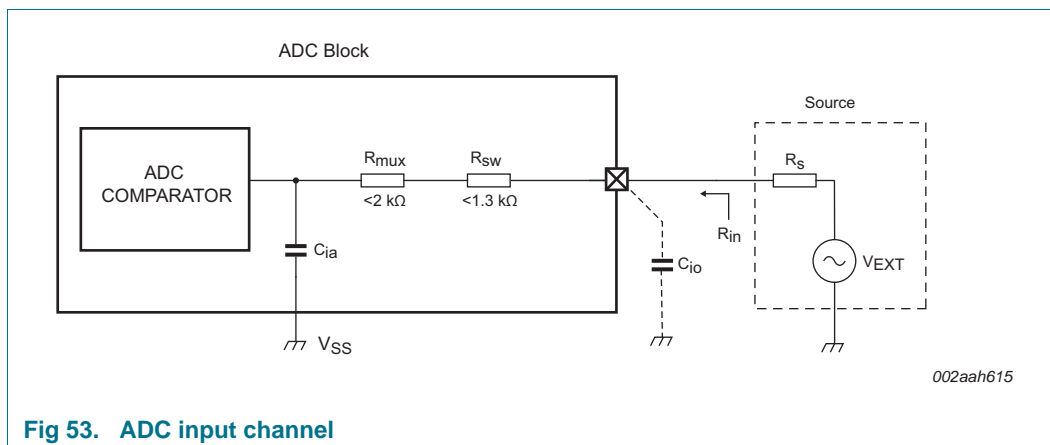 ADC Block
Source
ADC
COMPARATOR
Rmux
<2 kΩ
Rsw
<1.3 kΩ
Rs
Rin
Cia
Cio
VEXT
VSS
002aah615
Fig 53. ADC input channel